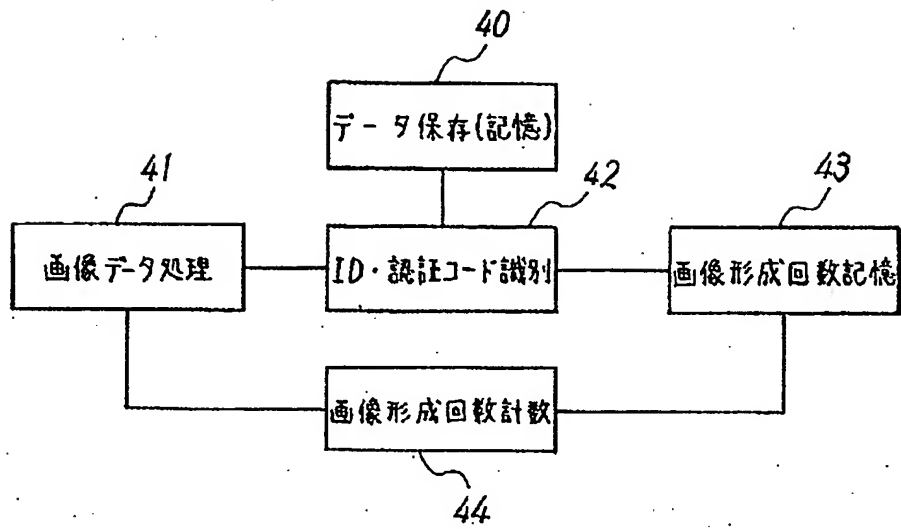 40
データ保存(記憶)
41
42
43
画像データ処理
ID・認証コード識別
画像形成回数記憶
画像形成回数計数
44